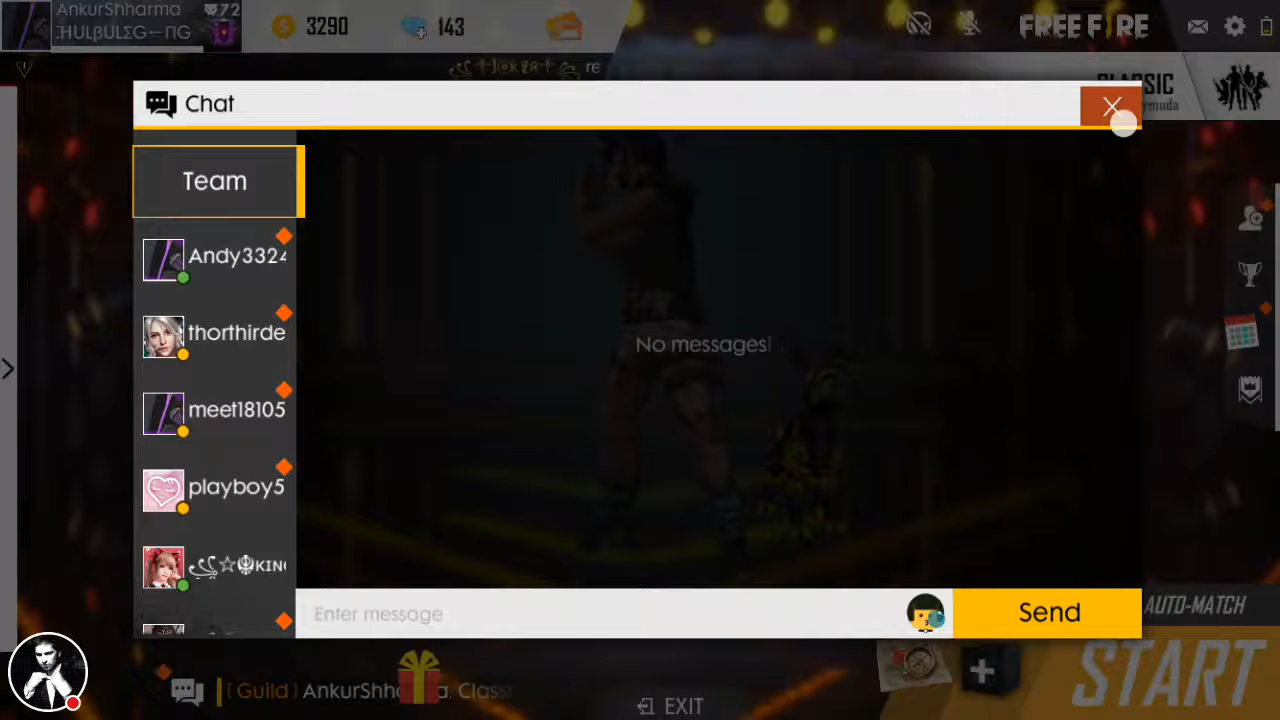 AnkurShharma 72
3290 143
FREE FIRE
Chat
Team
Andy3324
thorthirde
meet18105
playboy5
No messages!
Enter message
Send
AUTO-MATCH
START
[Guild] AnkurShh
EXIT